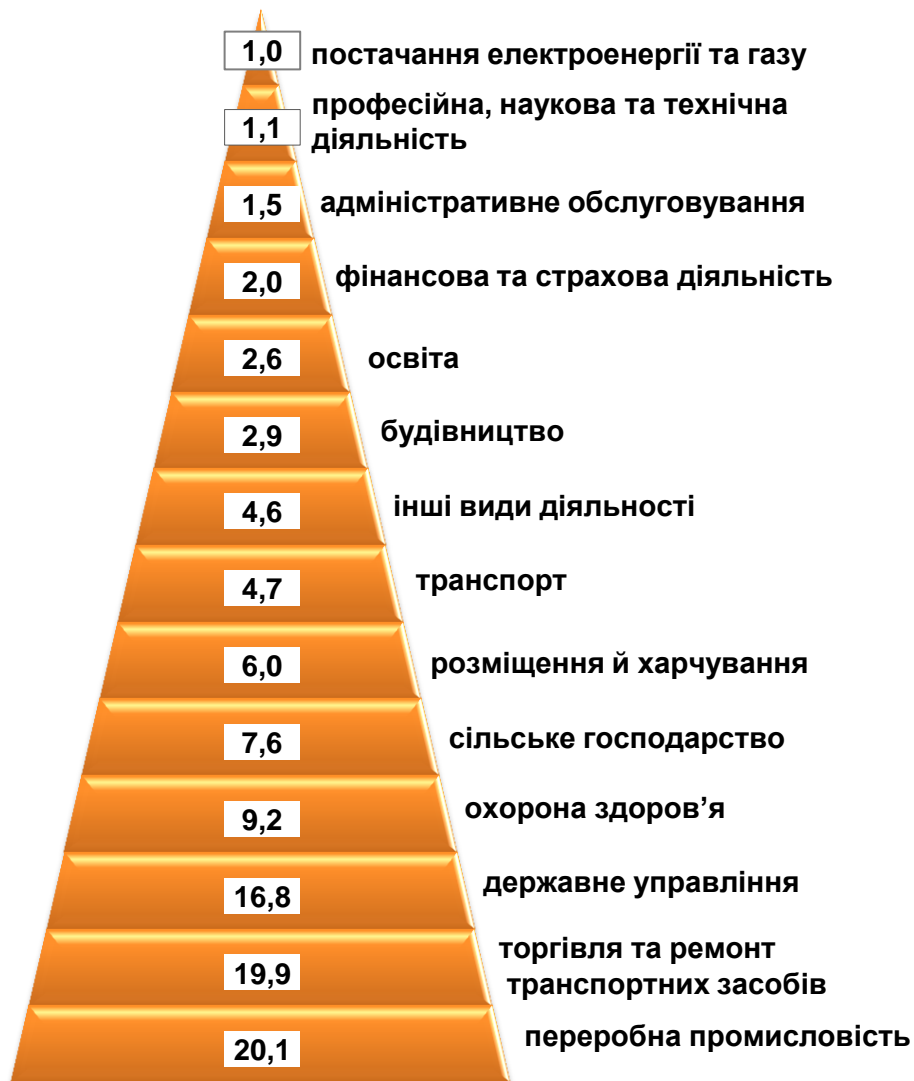 1,0 постачання електроенергії та газу
1,1 професійна, наукова та технічна
діяльність
1,5 адміністративне обслуговування
2,0 фінансова та страхова діяльність
2,6 освіта
2,9 будівництво
4,6 інші види діяльності
4,7 транспорт
6,0 розміщення й харчування
7,6 сільське господарство
9,2 охорона здоров’я
16,8 державне управління
19,9 торгівля та ремонт
транспортних засобів
20,1 переробна промисловість